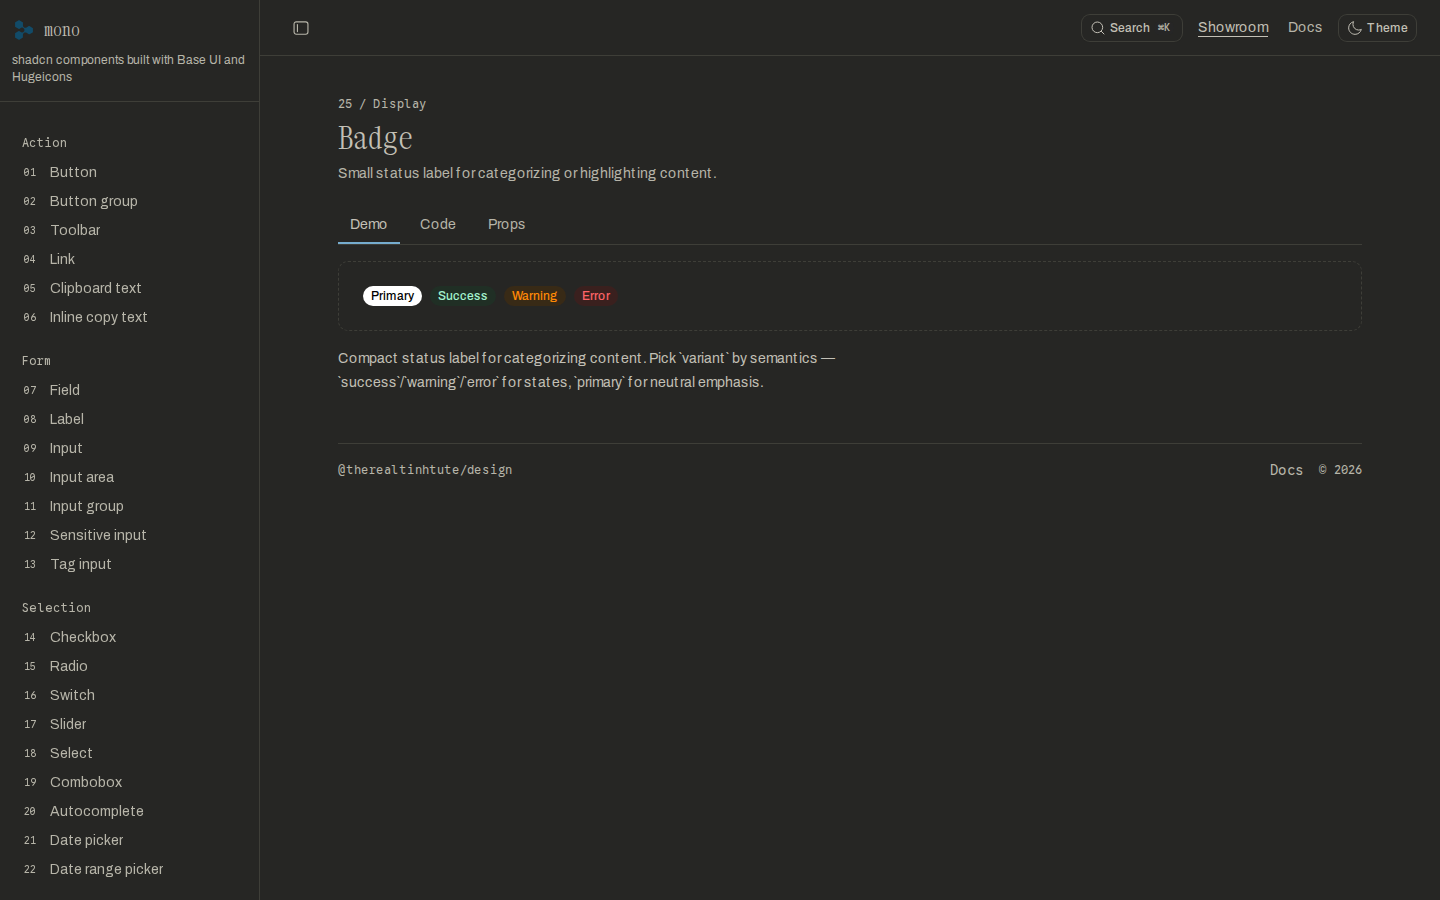 mono
shadcn components built with Base UI and
Hugeicons
Action
01 Button
02 Button group
03 Toolbar
04 Link
05 Clipboard text
06 Inline copy text
Form
07 Field
08 Label
09 Input
10 Input area
11 Input group
12 Sensitive input
13 Tag input
Selection
14 Checkbox
15 Radio
16 Switch
17 Slider
18 Select
19 Combobox
20 Autocomplete
21 Date picker
22 Date range picker
Search ⌘K Showroom Docs Theme
25 / Display
Badge
Small status label for categorizing or highlighting content.
Demo Code Props
Primary Success Warning Error
Compact status label for categorizing content. Pick `variant` by semantics —
`success`/`warning`/`error` for states, `primary` for neutral emphasis.
@therealtinhtute/design
Docs © 2026